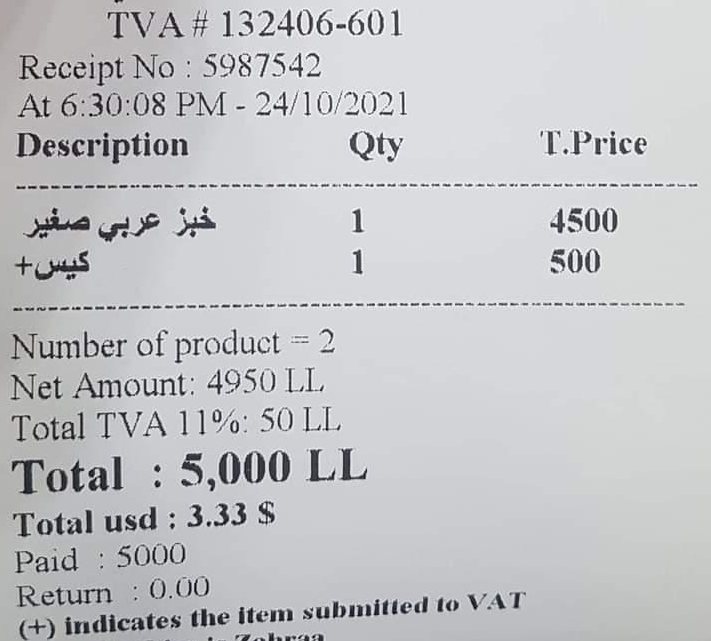 TVA # 132406-601
Receipt No : 5987542
At 6:30:08 PM - 24/10/2021
Description Qty T.Price
خبز عربي صغير 1 4500
كيس+ 1 500
Number of product = 2
Net Amount: 4950 LL
Total TVA 11%: 50 LL
Total : 5,000 LL
Total usd : 3.33 $
Paid : 5000
Return : 0.00
(+) indicates the item submitted to VAT